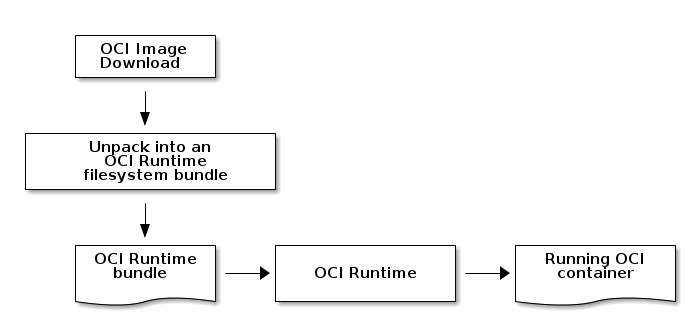 OCI Image
Download
Unpack into an
OCI Runtime
filesystem bundle
OCI Runtime
bundle
OCI Runtime
Running OCI
container